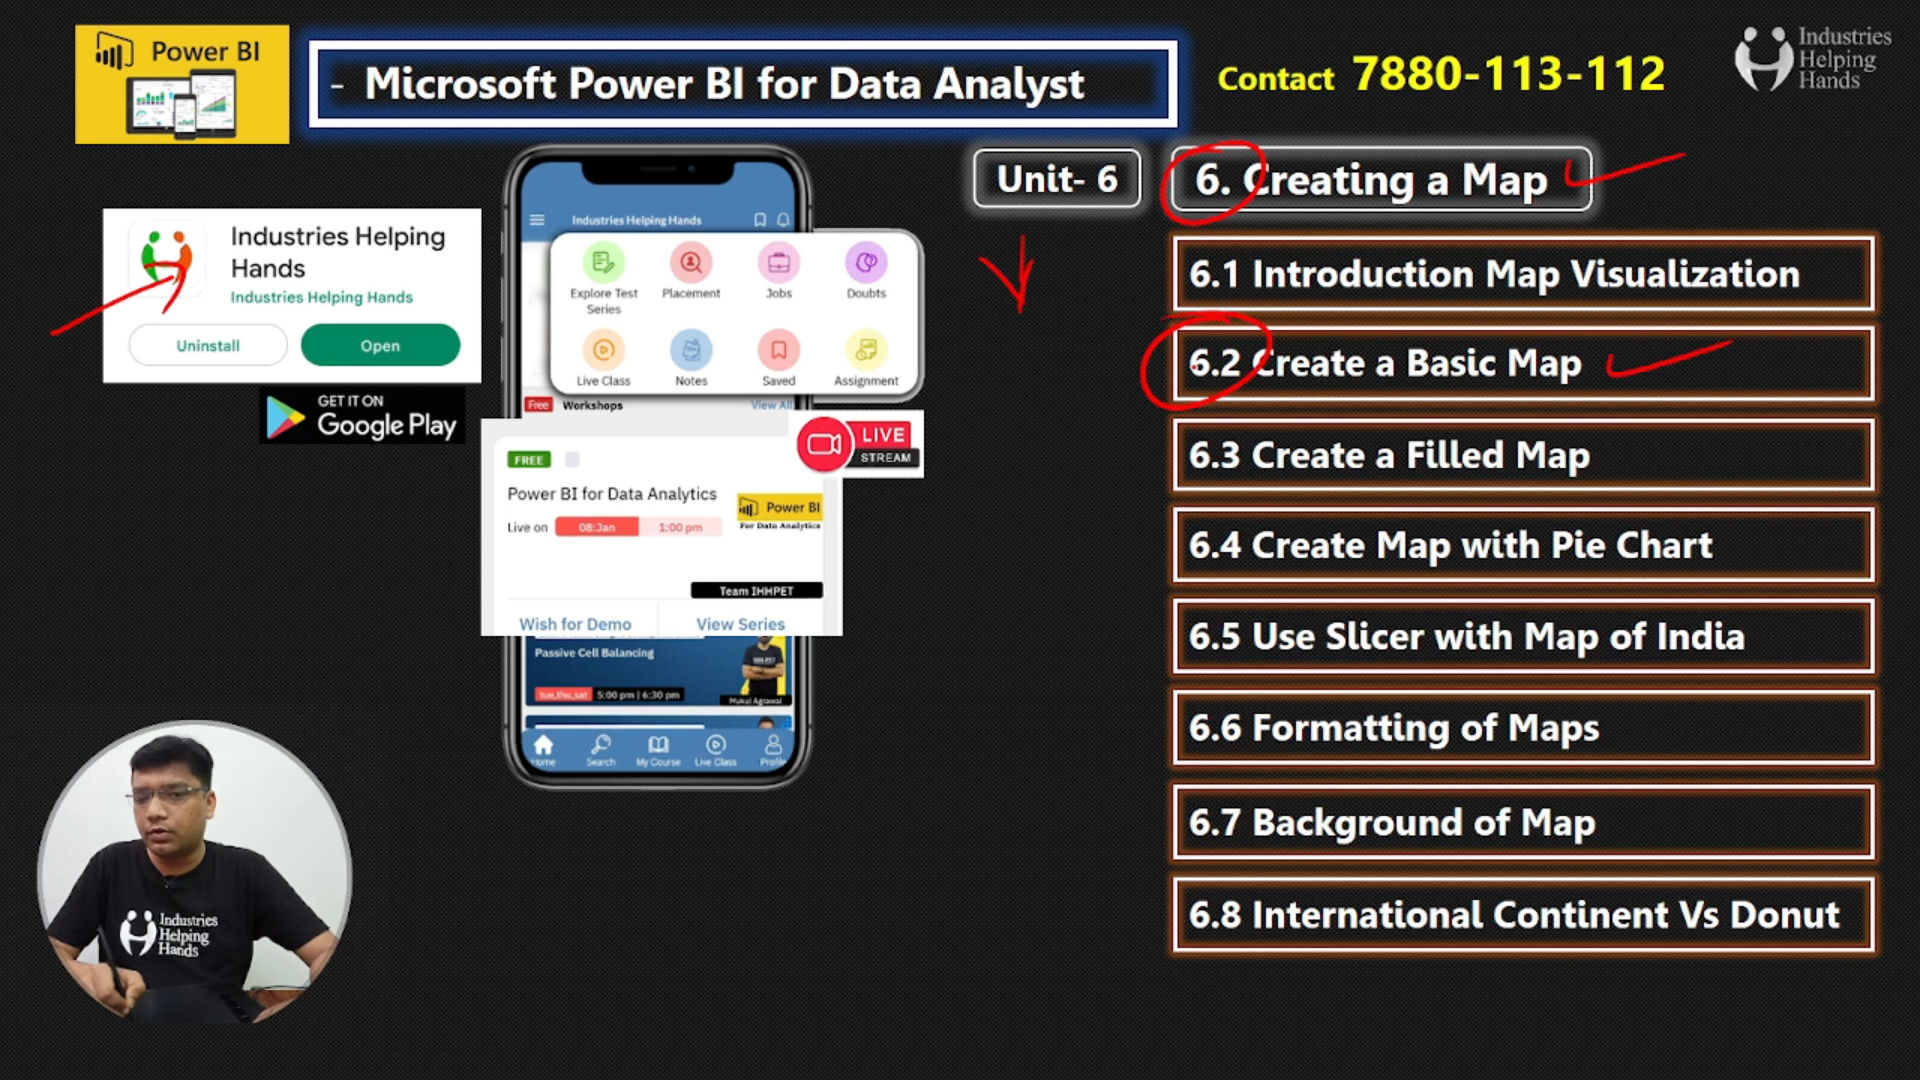 Power BI
- Microsoft Power BI for Data Analyst
Contact 7880-113-112
Industries
Helping
Hands
Unit- 6
6. Creating a Map
6.1 Introduction Map Visualization
6.2 Create a Basic Map
6.3 Create a Filled Map
6.4 Create Map with Pie Chart
6.5 Use Slicer with Map of India
6.6 Formatting of Maps
6.7 Background of Map
6.8 International Continent Vs Donut
Industries Helping
Hands
Industries Helping Hands
Uninstall
Open
GET IT ON
Google Play
Industries Helping Hands
Explore Test
Series
Placement
Jobs
Doubts
Live Class
Notes
Saved
Assignment
Free
Workshops
View All
LIVE
STREAM
FREE
Power BI for Data Analytics
Live on
08:Jan
1:00 pm
Power BI
For Data Analytics
Team IHHPET
Wish for Demo
View Series
Passive Cell Balancing
tue,thu,sat
5:00 pm | 6:30 pm
Mukul Agrawal
Home
Search
My Course
Live Class
Profile
Industries
Helping
Hands